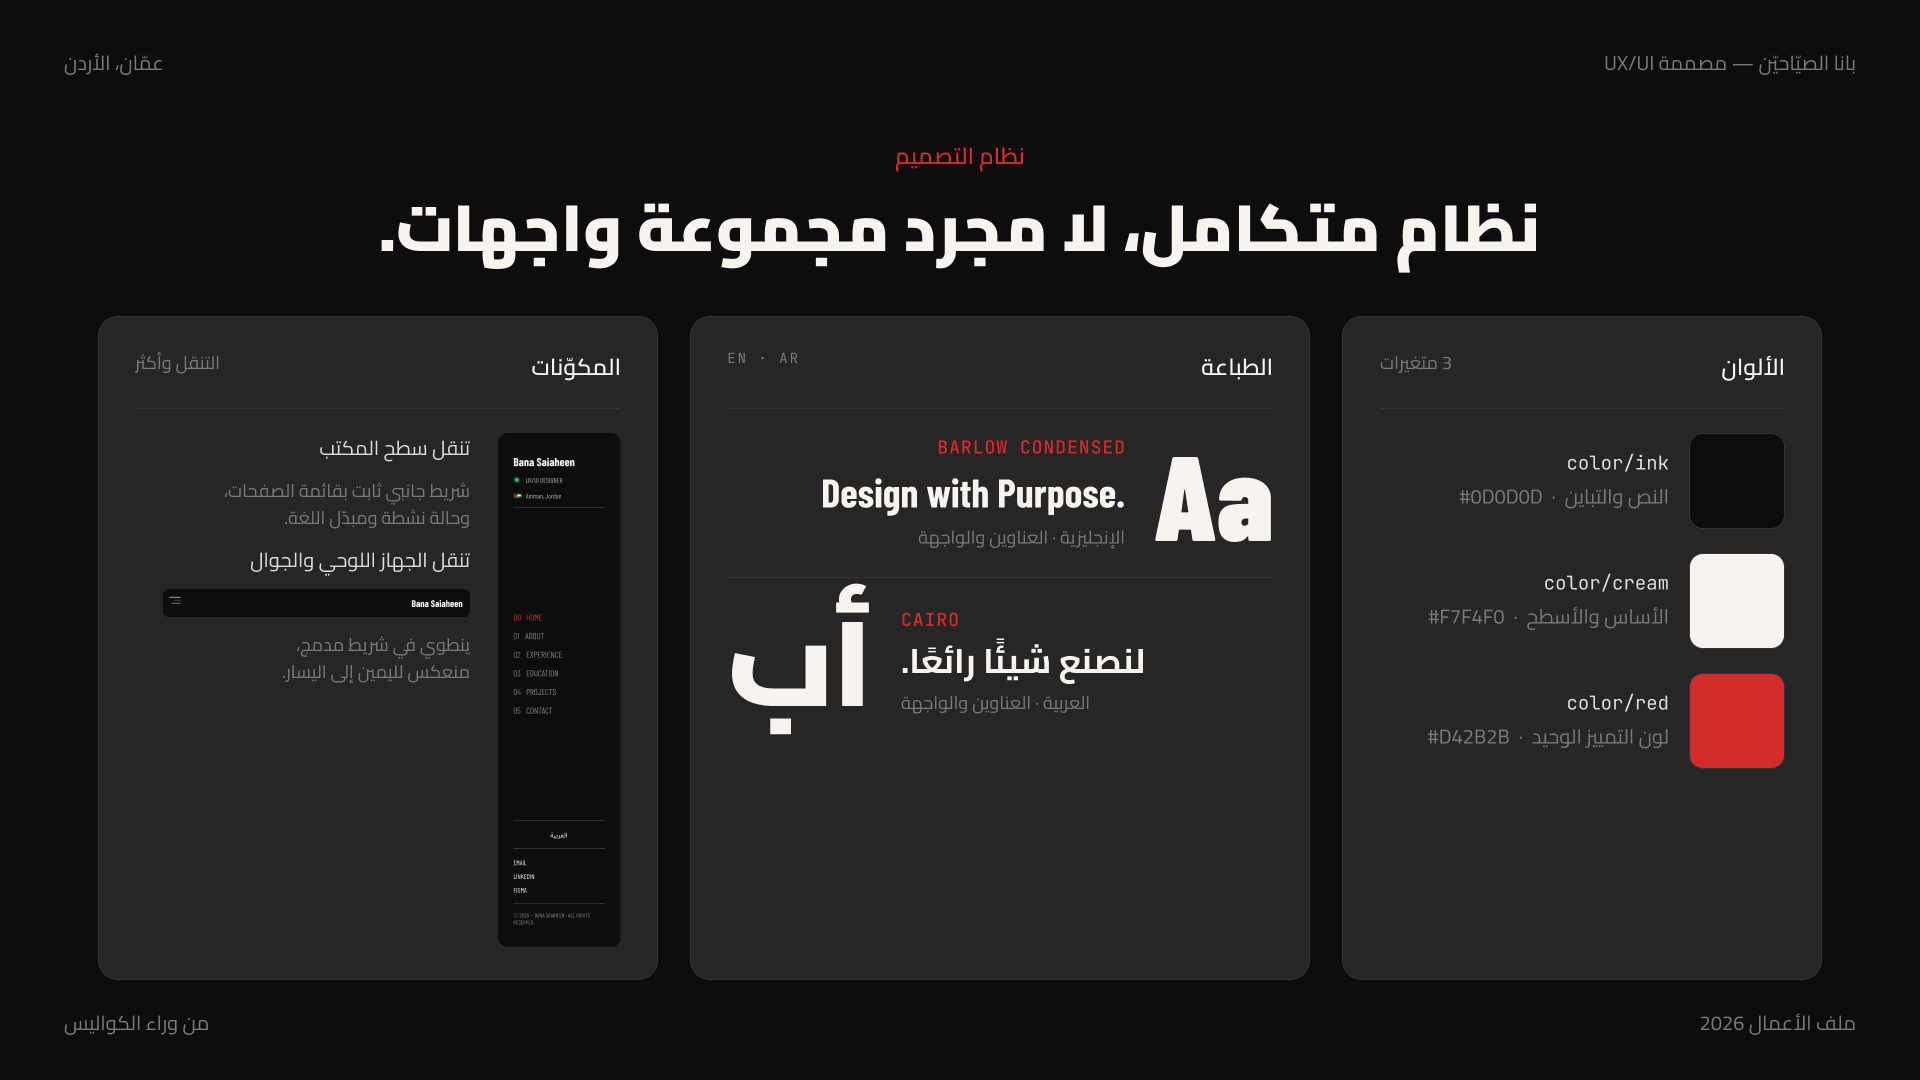 بانا الصيّاحيّن — مصممة UX/UI
عمّان، الأردن
نظام التصميم
نظام متكامل، لا مجرد مجموعة واجهات.
الألوان
3 متغيرات
color/ink
النص والتباين · #0D0D0D
color/cream
الأساس والأسطح · #F7F4F0
color/red
لون التمييز الوحيد · #D42B2B
الطباعة
EN · AR
Aa
BARLOW CONDENSED
Design with Purpose.
الإنجليزية · العناوين والواجهة
CAIRO
لنصنع شيئًا رائعًا.
العربية · العناوين والواجهة
أب
المكوّنات
التنقل وأكثر
Bana Saiaheen
UX/UI DESIGNER
Amman, Jordan
00 HOME
01 ABOUT
02 EXPERIENCE
03 EDUCATION
04 PROJECTS
05 CONTACT
العربية
EMAIL
LINKEDIN
FIGMA
© 2026 — BANA SAIAHEEN · ALL RIGHTS
RESERVED
تنقل سطح المكتب
شريط جانبي ثابت بقائمة الصفحات،
وحالة نشطة ومبدّل اللغة.
تنقل الجهاز اللوحي والجوال
Bana Saiaheen
ينطوي في شريط مدمج،
منعكس لليمين إلى اليسار.
ملف الأعمال 2026
من وراء الكواليس